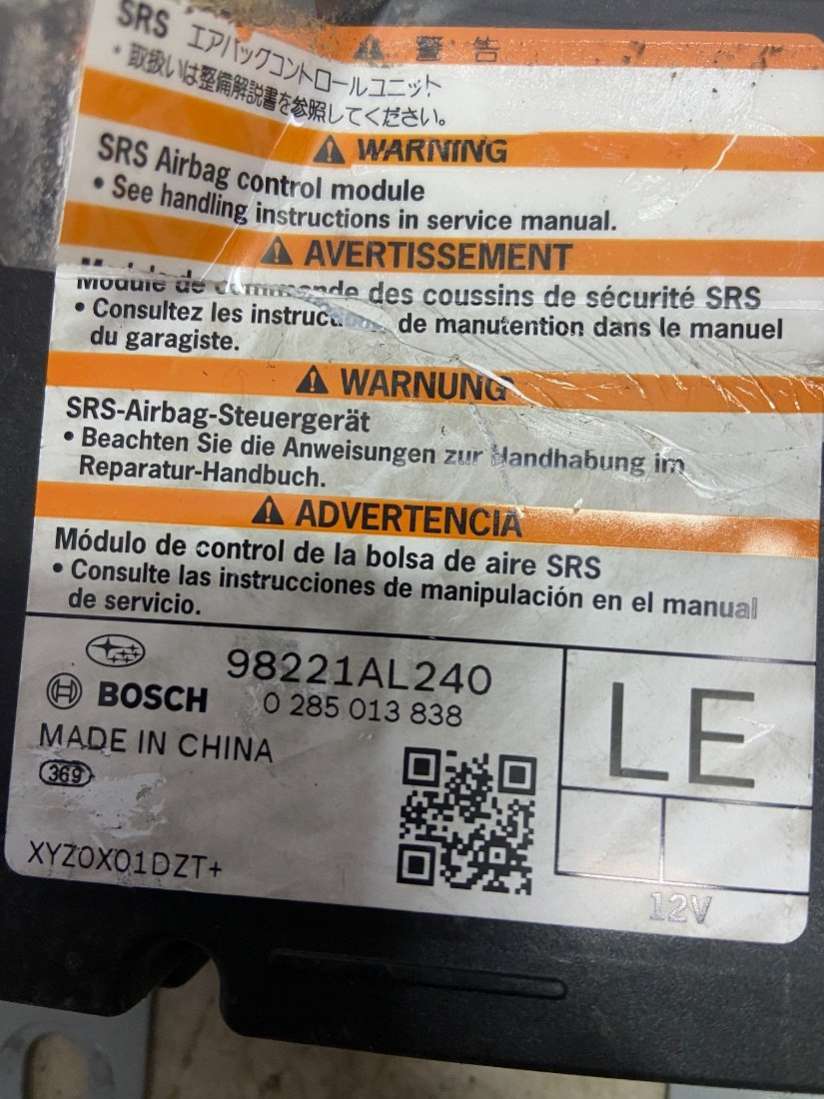 警告
SRS エアバッグコントロールユニット
・取扱いは整備解説書を参照してください。
WARNING
SRS Airbag control module
• See handling instructions in service manual.
AVERTISSEMENT
Module de commande des coussins de sécurité SRS
• Consultez les instructions de manutention dans le manuel
du garagiste.
WARNUNG
SRS-Airbag-Steuergerät
• Beachten Sie die Anweisungen zur Handhabung im
Reparatur-Handbuch.
ADVERTENCIA
Módulo de control de la bolsa de aire SRS
• Consulte las instrucciones de manipulación en el manual
de servicio.
98221AL240
BOSCH 0 285 013 838
LE
MADE IN CHINA
369
XYZ0X01DZT+
12V